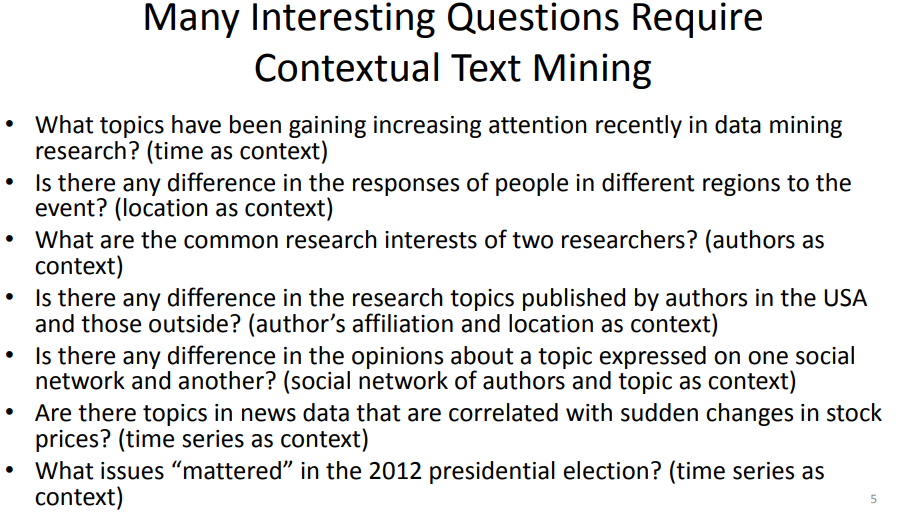 Many Interesting Questions Require
Contextual Text Mining
• What topics have been gaining increasing attention recently in data mining
research? (time as context)
• Is there any difference in the responses of people in different regions to the
event? (location as context)
• What are the common research interests of two researchers? (authors as
context)
• Is there any difference in the research topics published by authors in the USA
and those outside? (author’s affiliation and location as context)
• Is there any difference in the opinions about a topic expressed on one social
network and another? (social network of authors and topic as context)
• Are there topics in news data that are correlated with sudden changes in stock
prices? (time series as context)
• What issues “mattered” in the 2012 presidential election? (time series as
context)
5